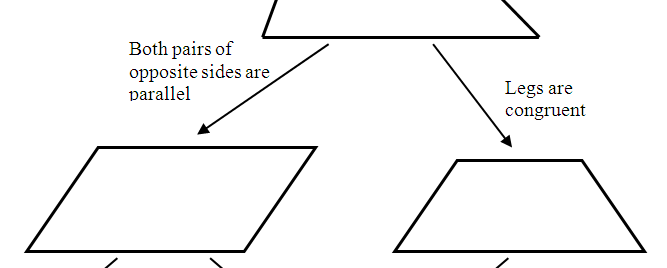 Both pairs of
opposite sides are
parallel
Legs are
congruent